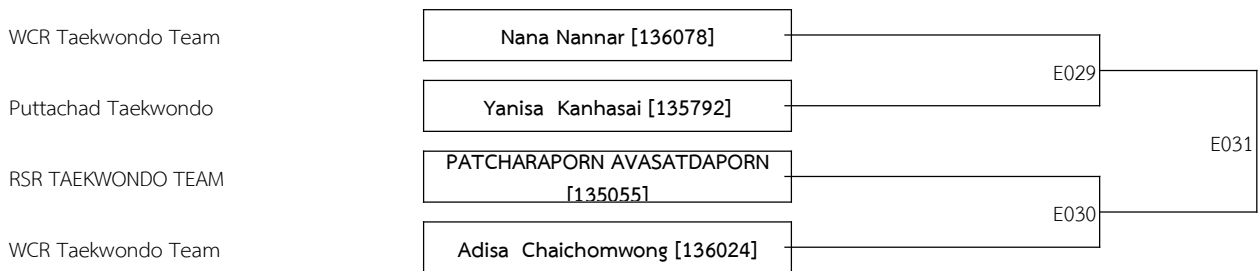 WCR Taekwondo Team
Nana Nannar [136078]
E029
Puttachad Taekwondo
Yanisa Kanhasai [135792]
E031
RSR TAEKWONDO TEAM
PATCHARAPORN AVASATDAPORN
[135055]
E030
WCR Taekwondo Team
Adisa Chaichomwong [136024]